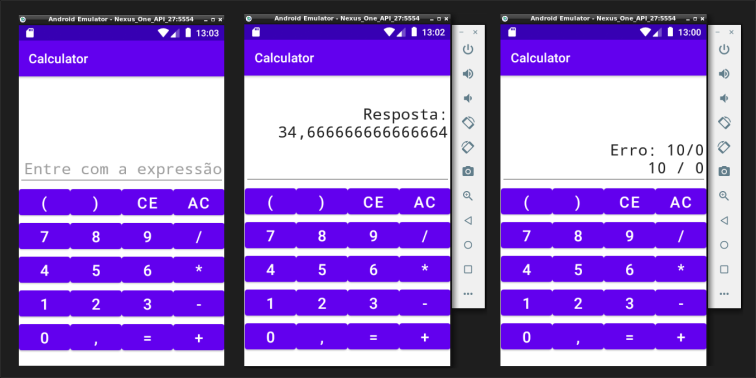 Android Emulator - Nexus_One_API_27:5554
13:03
Calculator
Entre com a expressão
( ) CE AC
7 8 9 /
4 5 6 *
1 2 3 -
0 , = +
Android Emulator - Nexus_One_API_27:5554
13:02
Calculator
Resposta:
34,666666666666664
( ) CE AC
7 8 9 /
4 5 6 *
1 2 3 -
0 , = +
Android Emulator - Nexus_One_API_27:5554
13:00
Calculator
Erro: 10/0
10 / 0
( ) CE AC
7 8 9 /
4 5 6 *
1 2 3 -
0 , = +